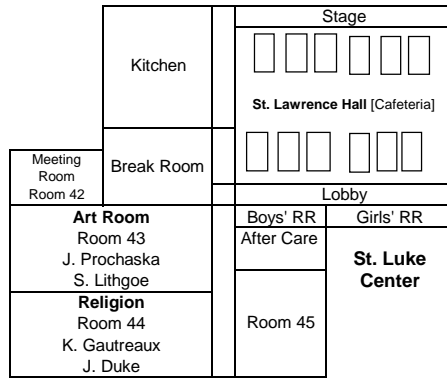 Stage
Kitchen
St. Lawrence Hall [Cafeteria]
Meeting
Room
Room 42
Break Room
Lobby
Art Room
Room 43
J. Prochaska
S. Lithgoe
Boys' RR
Girls' RR
After Care
St. Luke
Center
Religion
Room 44
K. Gautreaux
J. Duke
Room 45